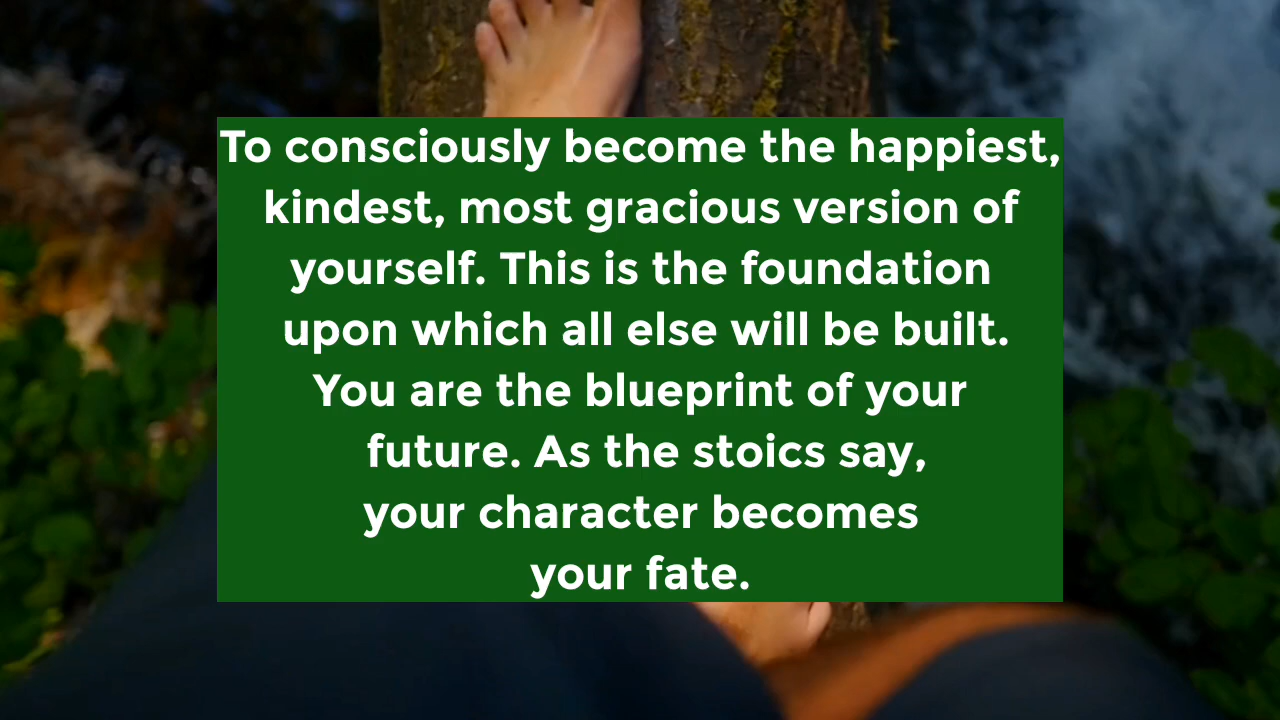 To consciously become the happiest,
kindest, most gracious version of
yourself. This is the foundation
upon which all else will be built.
You are the blueprint of your
future. As the stoics say,
your character becomes
your fate.